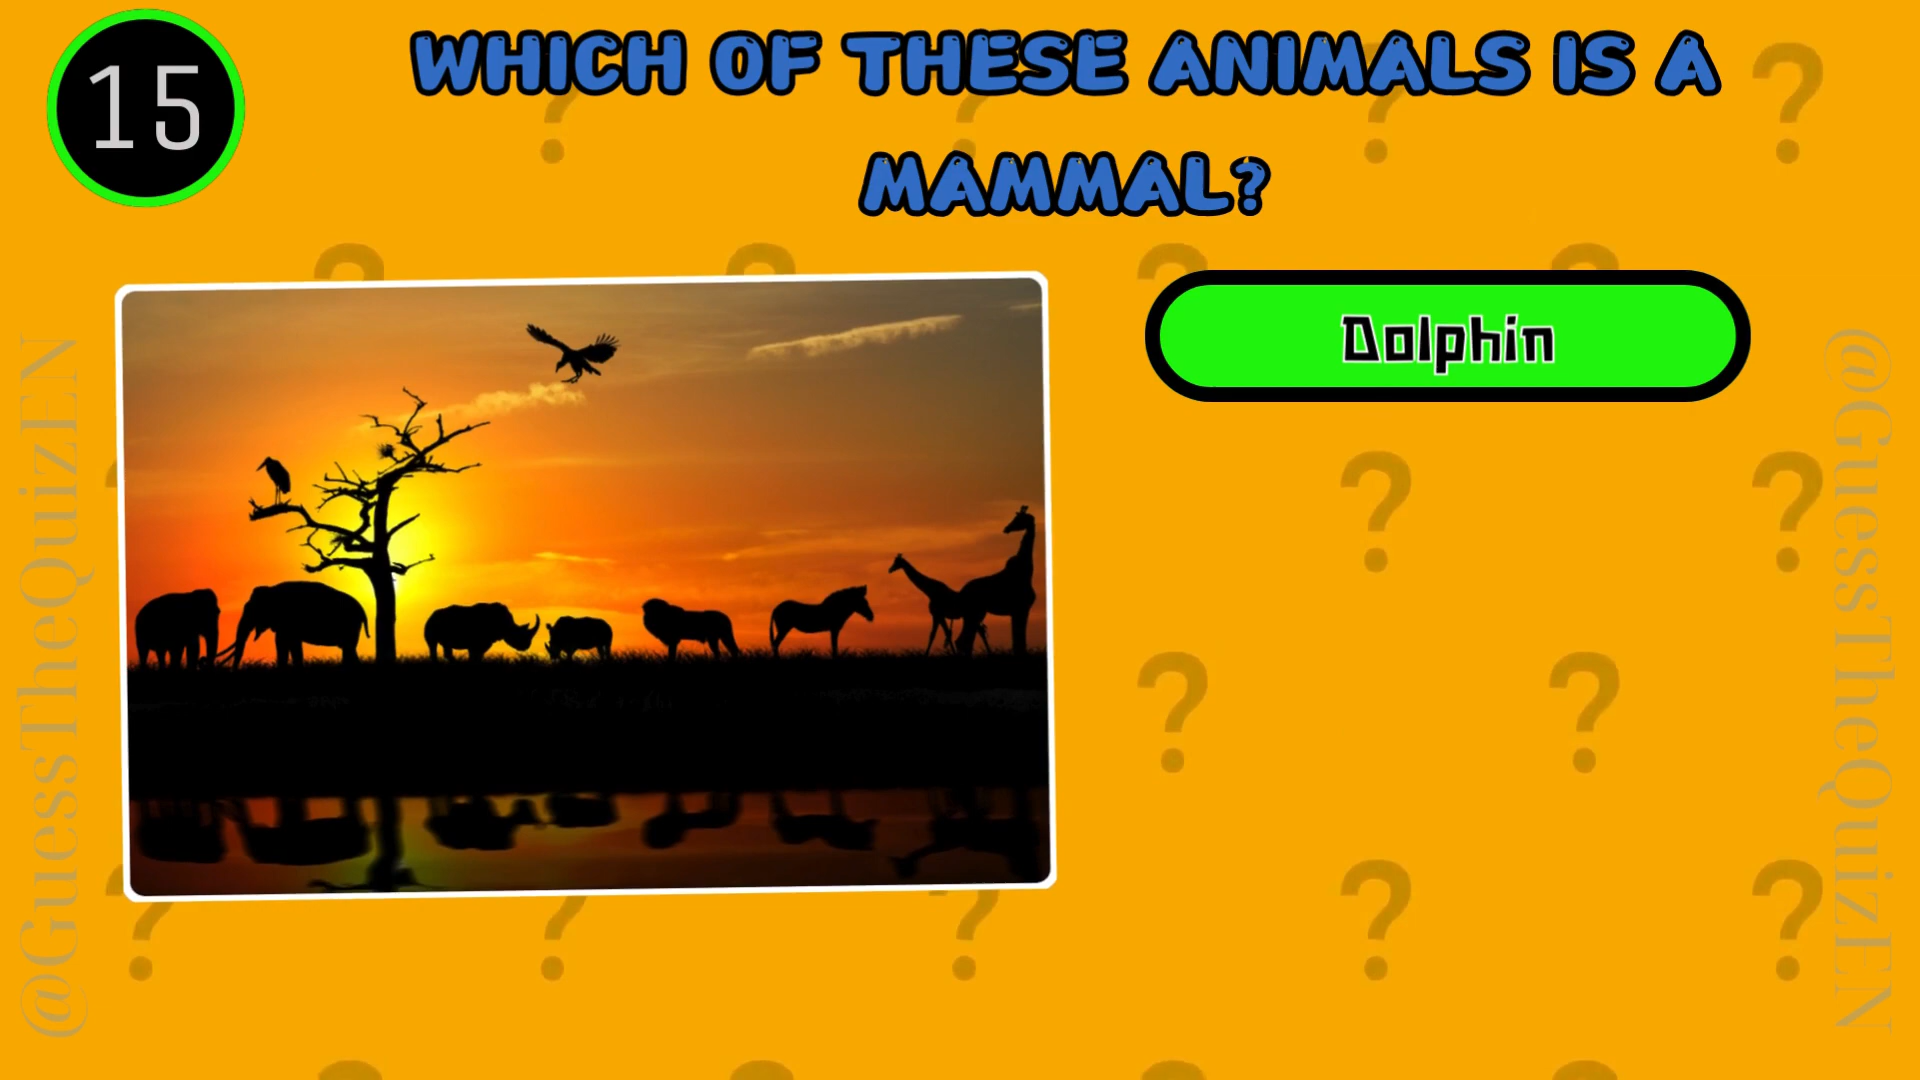 15
WHICH OF THESE ANIMALS IS A
MAMMAL?
Dolphin
@GuessTheQuizEN
@GuessTheQuizEN